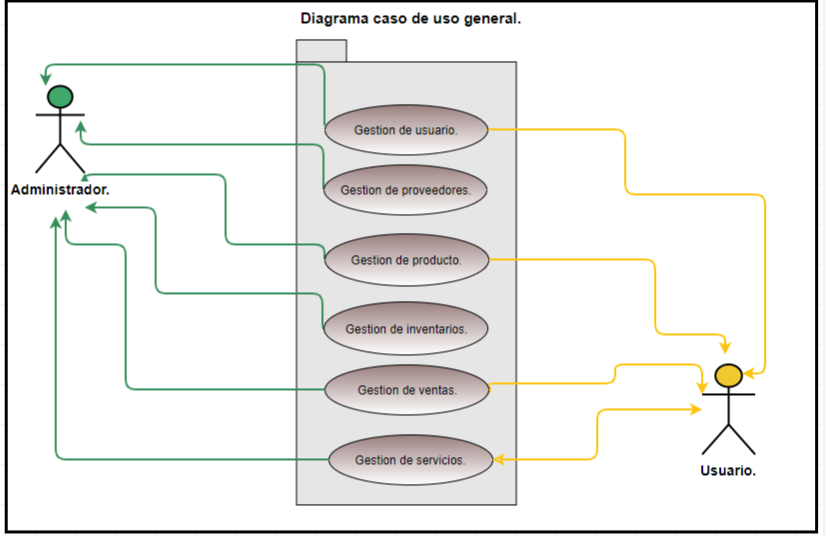 Diagrama caso de uso general.
Gestion de usuario.
Administrador.
Gestion de proveedores.
Gestion de producto.
Gestion de inventarios.
Gestion de ventas.
Gestion de servicios.
Usuario.